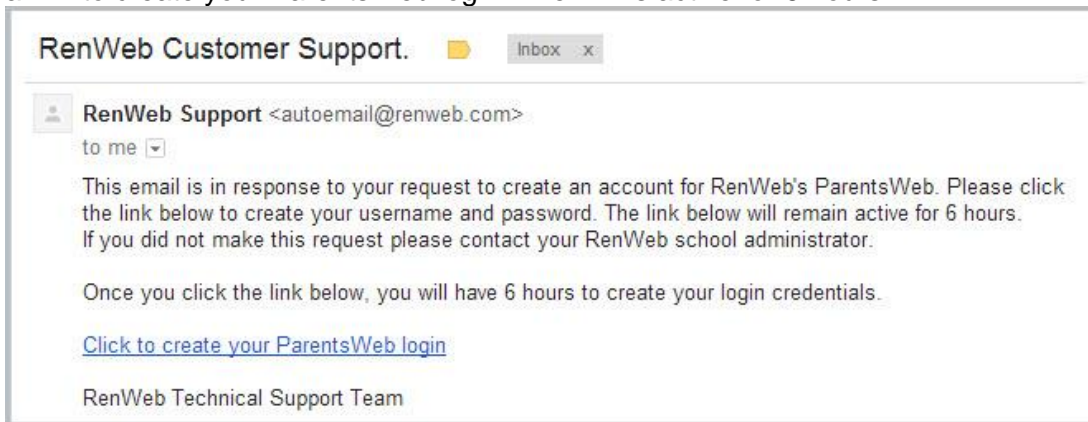 RenWeb Customer Support. Inbox x
RenWeb Support <autoemail@renweb.com>
to me
This email is in response to your request to create an account for RenWeb's ParentsWeb. Please click
the link below to create your username and password. The link below will remain active for 6 hours.
If you did not make this request please contact your RenWeb school administrator.
Once you click the link below, you will have 6 hours to create your login credentials.
Click to create your ParentsWeb login
RenWeb Technical Support Team